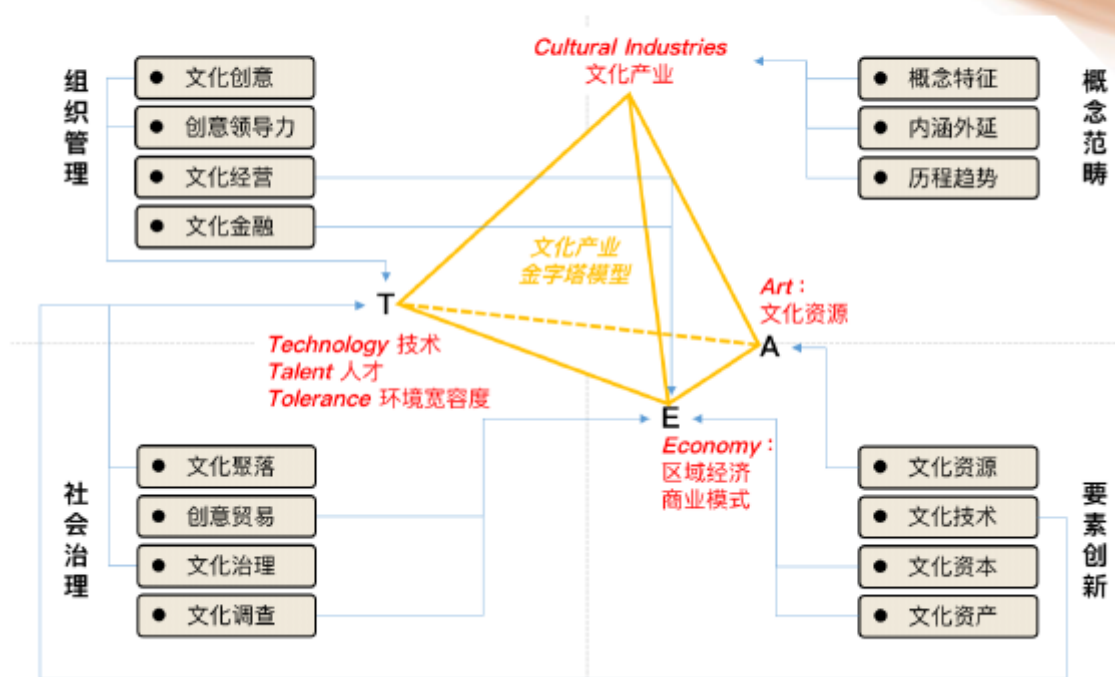 组织管理
● 文化创意
● 创意领导力
● 文化经营
● 文化金融
Cultural Industries
文化产业
● 概念特征
● 内涵外延
● 历程趋势
概念范畴
文化产业
金字塔模型
T
Technology 技术
Talent 人才
Tolerance 环境宽容度
Art：
文化资源
A
E
Economy：
区域经济
商业模式
社会治理
● 文化聚落
● 创意贸易
● 文化治理
● 文化调查
● 文化资源
● 文化技术
● 文化资本
● 文化资产
要素创新